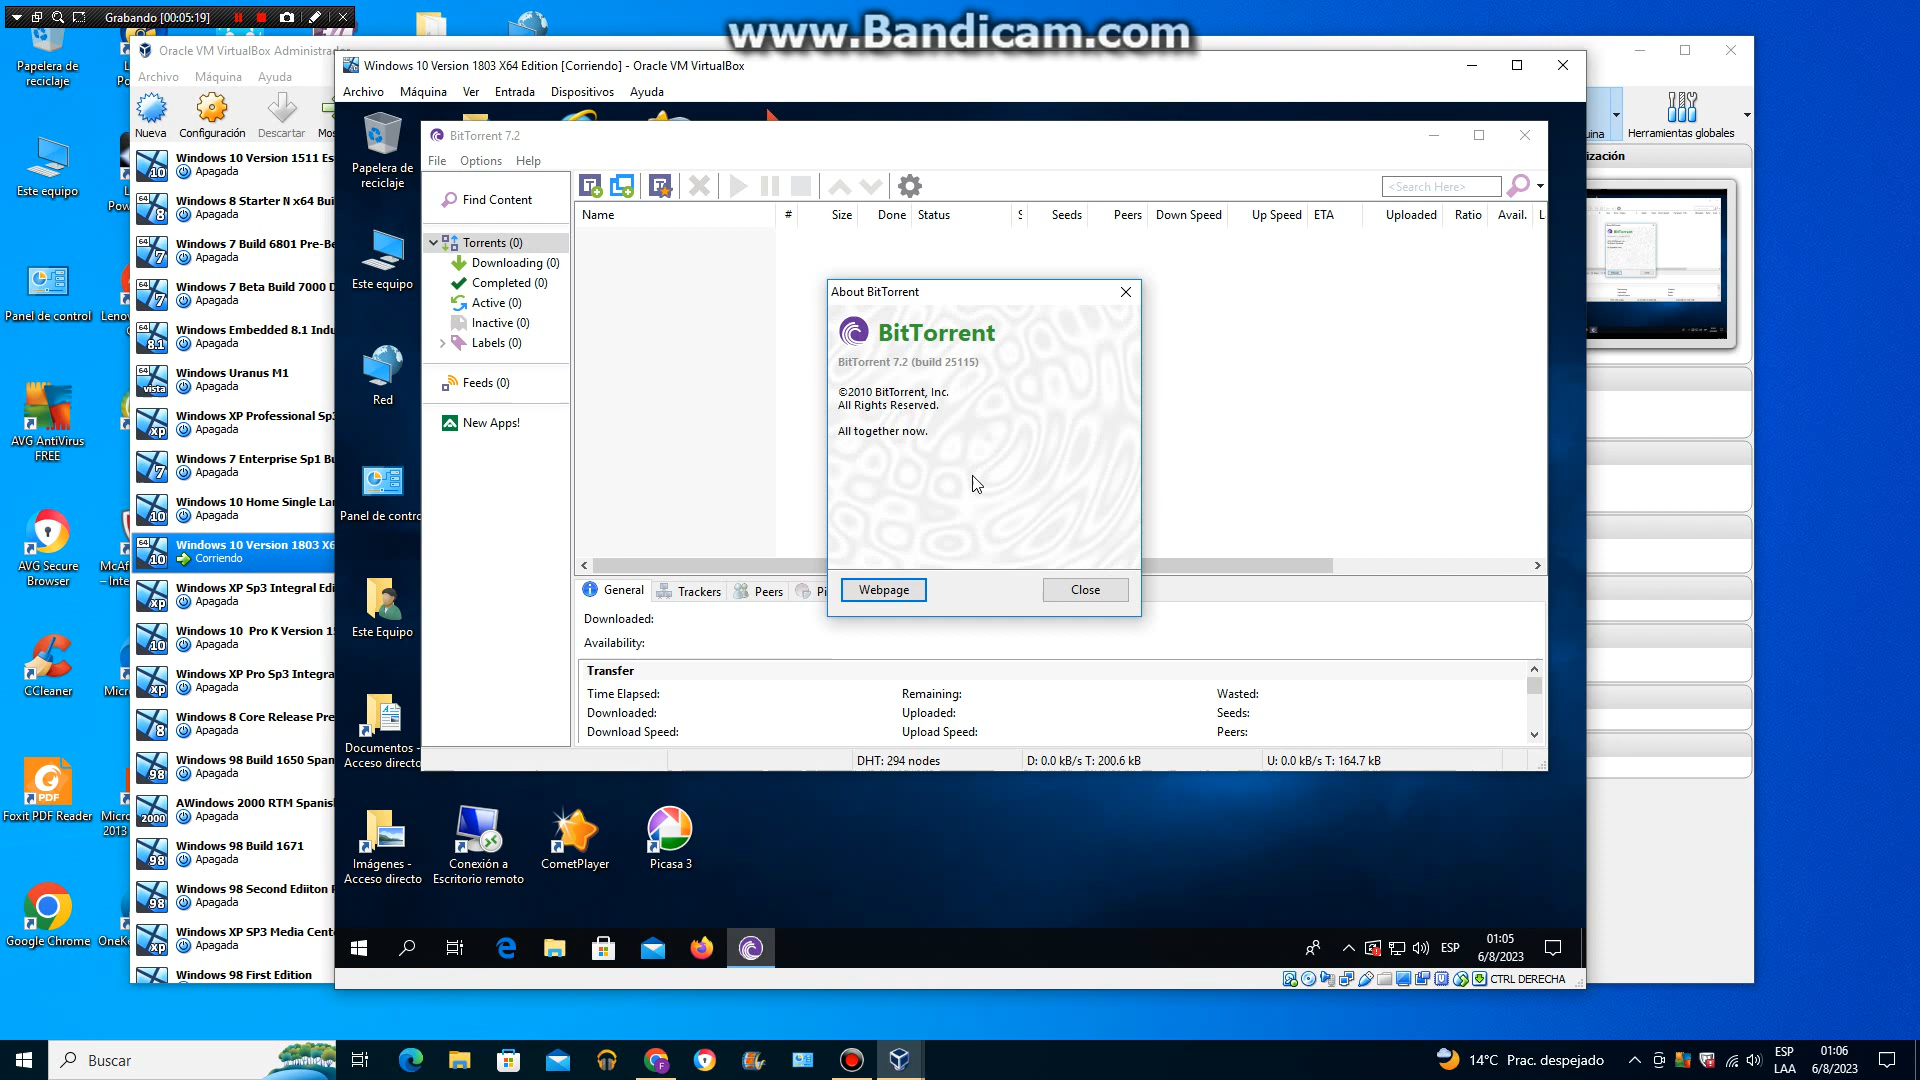 Grabando [00:05:19]
www.Bandicam.com
Papelera de
reciclaje
Este equipo
Panel de control
AVG AntiVirus
FREE
AVG Secure
Browser
CCleaner
Foxit PDF Reader
Google Chrome
Oracle VM VirtualBox Administrad
Archivo Máquina Ayuda
Nueva Configuración Descartar Mos
Windows 10 Version 1511 Es
Apagada
Windows 8 Starter N x64 Bui
Apagada
Windows 7 Build 6801 Pre-Be
Apagada
Windows 7 Beta Build 7000 D
Apagada
Windows Embedded 8.1 Indu
Apagada
Windows Uranus M1
Apagada
Windows XP Professional Sp3
Apagada
Windows 7 Enterprise Sp1 Bu
Apagada
Windows 10 Home Single Lan
Apagada
Windows 10 Version 1803 X6
Corriendo
Windows XP Sp3 Integral Edi
Apagada
Windows 10 Pro K Version 1
Apagada
Windows XP Pro Sp3 Integra
Apagada
Windows 8 Core Release Pre
Apagada
Windows 98 Build 1650 Span
Apagada
AWindows 2000 RTM Spanish
Apagada
Windows 98 Build 1671
Apagada
Windows 98 Second Ediiton
Apagada
Windows XP SP3 Media Cent
Apagada
Windows 98 First Edition
Herramientas globales
Windows 10 Version 1803 X64 Edition [Corriendo] - Oracle VM VirtualBox
Archivo Máquina Ver Entrada Dispositivos Ayuda
Papelera de
reciclaje
Este equipo
Red
Panel de contro
Este Equipo
Documentos -
Acceso directo
Imágenes -
Acceso directo
Conexión a
Escritorio remoto
CometPlayer
Picasa 3
BitTorrent 7.2
File Options Help
<Search Here>
Find Content
Torrents (0)
Downloading (0)
Completed (0)
Active (0)
Inactive (0)
Labels (0)
Feeds (0)
New Apps!
Name # Size Done Status S Seeds Peers Down Speed Up Speed ETA Uploaded Ratio Avail. L
About BitTorrent
BitTorrent
BitTorrent 7.2 (build 25115)
©2010 BitTorrent, Inc.
All Rights Reserved.
All together now.
Webpage Close
General Trackers Peers Pi
Downloaded:
Availability:
Transfer
Time Elapsed: Remaining: Wasted:
Downloaded: Uploaded: Seeds:
Download Speed: Upload Speed: Peers:
DHT: 294 nodes D: 0.0 kB/s T: 200.6 kB U: 0.0 kB/s T: 164.7 kB
ESP
01:05
6/8/2023
CTRL DERECHA
Buscar
14°C Prac. despejado
ESP
LAA
01:06
6/8/2023